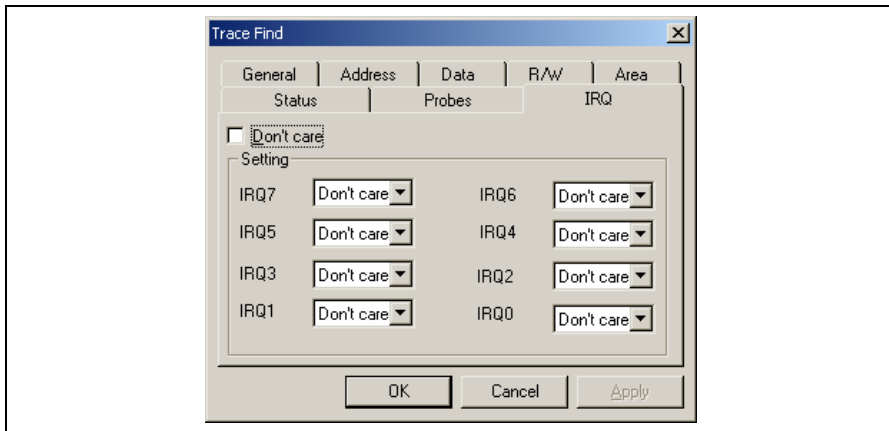 Trace Find
General Address Data R/W Area
Status Probes IRQ
Don't care
Setting
IRQ7 Don't care IRQ6 Don't care
IRQ5 Don't care IRQ4 Don't care
IRQ3 Don't care IRQ2 Don't care
IRQ1 Don't care IRQ0 Don't care
OK Cancel Apply